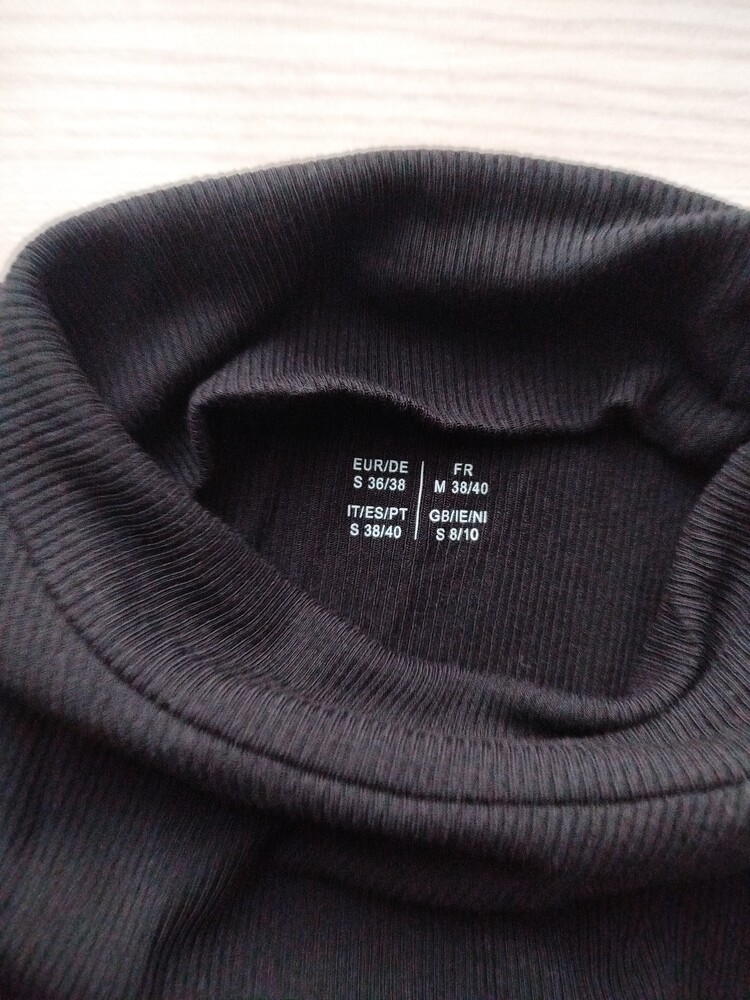 EUR/DE
S 36/38
FR
M 38/40
IT/ES/PT
S 38/40
GB/IE/NI
S 8/10